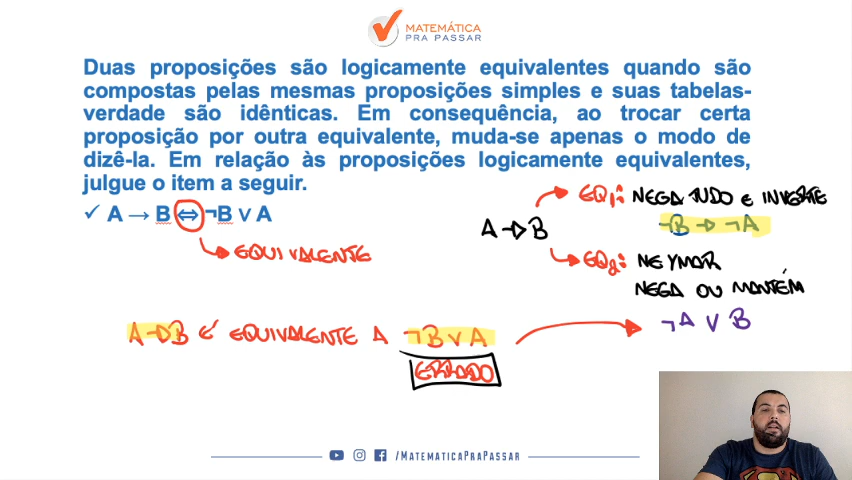 MATEMÁTICA
PRA PASSAR
Duas proposições são logicamente equivalentes quando são
compostas pelas mesmas proposições simples e suas tabelas-
verdade são idênticas. Em consequência, ao trocar certa
proposição por outra equivalente, muda-se apenas o modo de
dizê-la. Em relação às proposições logicamente equivalentes,
julgue o item a seguir.
✓ A → B ⇔ ¬B ∨ A
EQUIVALENTE
A → B
EQ1: NEGA TUDO E INVERTE
¬B → ¬A
EQ2: NEYMAR
NEGA OU MANTÉM
¬A ∨ B
A → B É EQUIVALENTE A ¬B ∨ A
ERRADO
/MATEMATICAPRAPASSAR